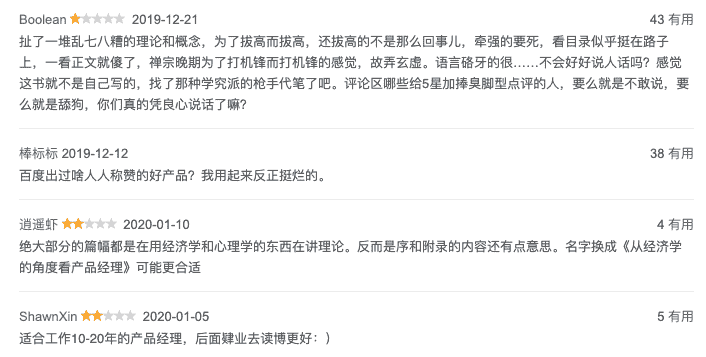 Boolean 2019-12-21 43 有用
扯了一堆乱七八糟的理论和概念，为了拔高而拔高，还拔高的不是那么回事儿，牵强的要死，看目录似乎挺在路子
上，一看正文就傻了，禅宗晚期为了打机锋而打机锋的感觉，故弄玄虚。语言硌牙的很……不会好好说人话吗？感觉
这书就不是自己写的，找了那种学究派的枪手代笔了吧。评论区哪些给5星加捧臭脚型点评的人，要么就是不敢说，要
么就是舔狗，你们真的凭良心说话了嘛?
棒标标 2019-12-12 38 有用
百度出过啥人人称赞的好产品？我用起来反正挺烂的。
逍遥虾 2020-01-10 4 有用
绝大部分的篇幅都是在用经济学和心理学的东西在讲理论。反而是序和附录的内容还有点意思。名字换成《从经济学
的角度看产品经理》可能更合适
ShawnXin 2020-01-05 5 有用
适合工作10-20年的产品经理，后面肄业去读博更好：）